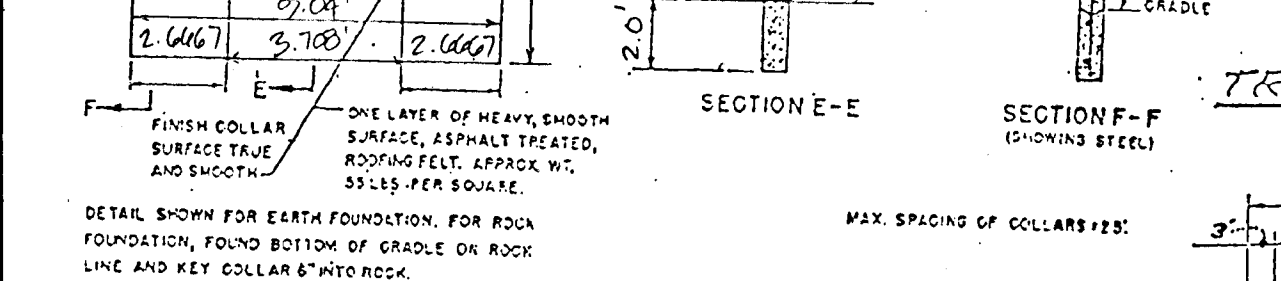 9.04'
2.6667 3.708' 2.6667
E
F
FINISH COLLAR
SURFACE TRUE
AND SMOOTH
ONE LAYER OF HEAVY, SMOOTH
SURFACE, ASPHALT TREATED,
ROOFING FELT. APPROX WT.
55 LBS. PER SQUARE.
DETAIL SHOWN FOR EARTH FOUNDATION. FOR ROCK
FOUNDATION, FOUND BOTTOM OF CRADLE ON ROCK
LINE AND KEY COLLAR 6" INTO ROCK.
2.0'
SECTION E-E
CRADLE
SECTION F-F
(SHOWING STEEL)
MAX. SPACING OF COLLARS = 25'.
3"